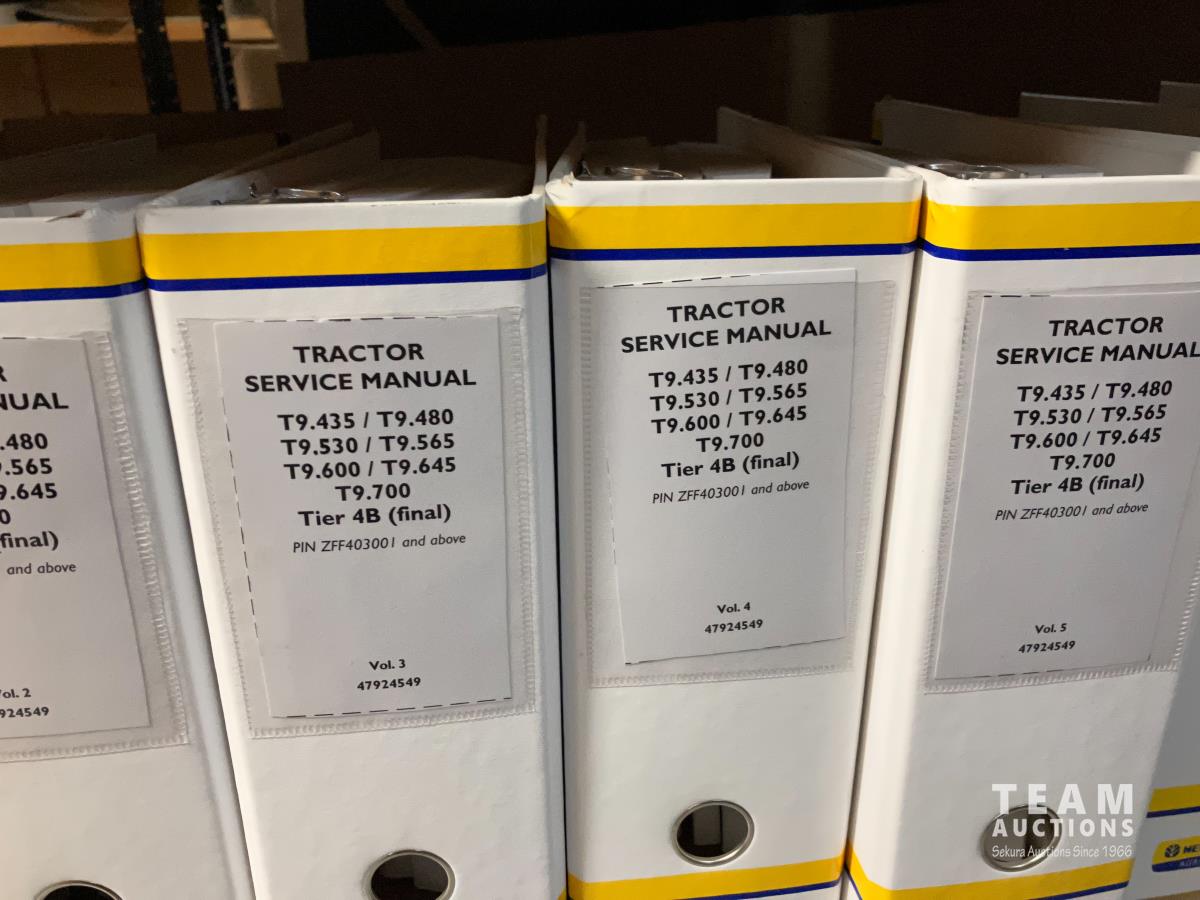 NUAL
.480
.565
.645
0
(final)
and above
Vol. 2
TRACTOR
SERVICE MANUAL
T9.435 / T9.480
T9.530 / T9.565
T9.600 / T9.645
T9.700
Tier 4B (final)
PIN ZFF403001 and above
Vol. 3
47924549
TRACTOR
SERVICE MANUAL
T9.435 / T9.480
T9.530 / T9.565
T9.600 / T9.645
T9.700
Tier 4B (final)
PIN ZFF403001 and above
Vol. 4
47924549
TRACTOR
SERVICE MANUAL
T9.435 / T9.480
T9.530 / T9.565
T9.600 / T9.645
T9.700
Tier 4B (final)
PIN ZFF403001 and above
Vol. 5
47924549
TEAM
AUCTIONS
Sekura Auctions Since 1966